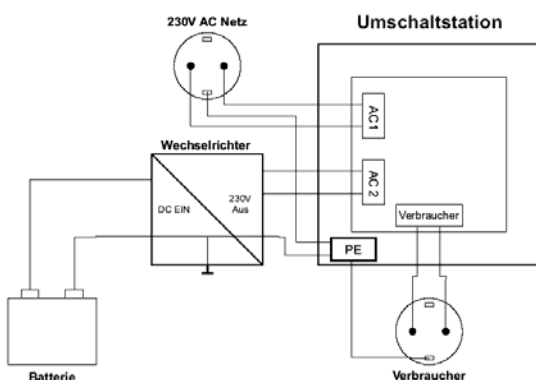 230V AC Netz
Umschaltstation
AC1
Wechselrichter
AC 2
DC EIN
230V
Aus
Verbraucher
PE
Batterie
Verbraucher